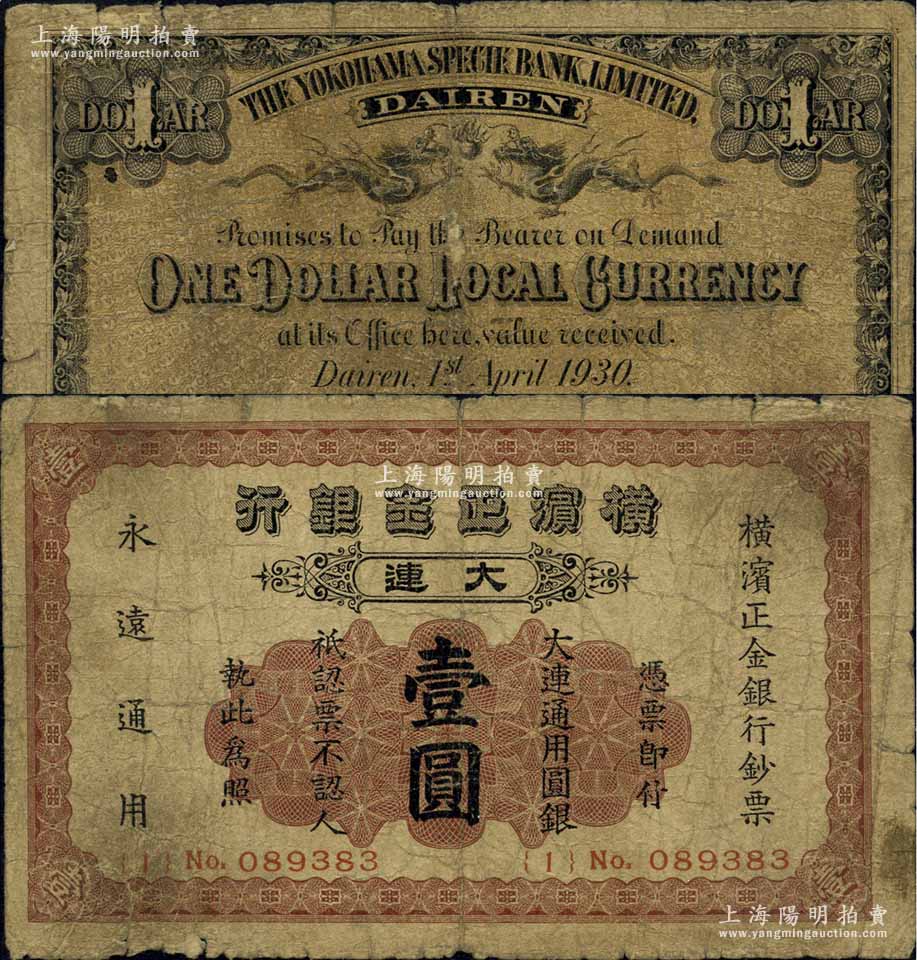 上海陽明拍賣
www.yangmingauction.com
THE YOKOHAMA SPECIE BANK, LIMITED.
DAIREN
DOLLAR 1
DOLLAR 1
Promises to Pay the Bearer on Demand
ONE DOLLAR LOCAL CURRENCY
at its Office here, value received.
Dairen, 1st April 1930.
上海陽明拍賣
www.yangmingauction.com
壹
行銀金正濱橫
連大
橫濱正金銀行鈔票
憑票即付
大連通用圓銀
壹圓
祇認票不認人
執此為照
永遠通用
{1} No. 089383
{1} No. 089383
上海陽明拍賣
www.yangmingauction.com